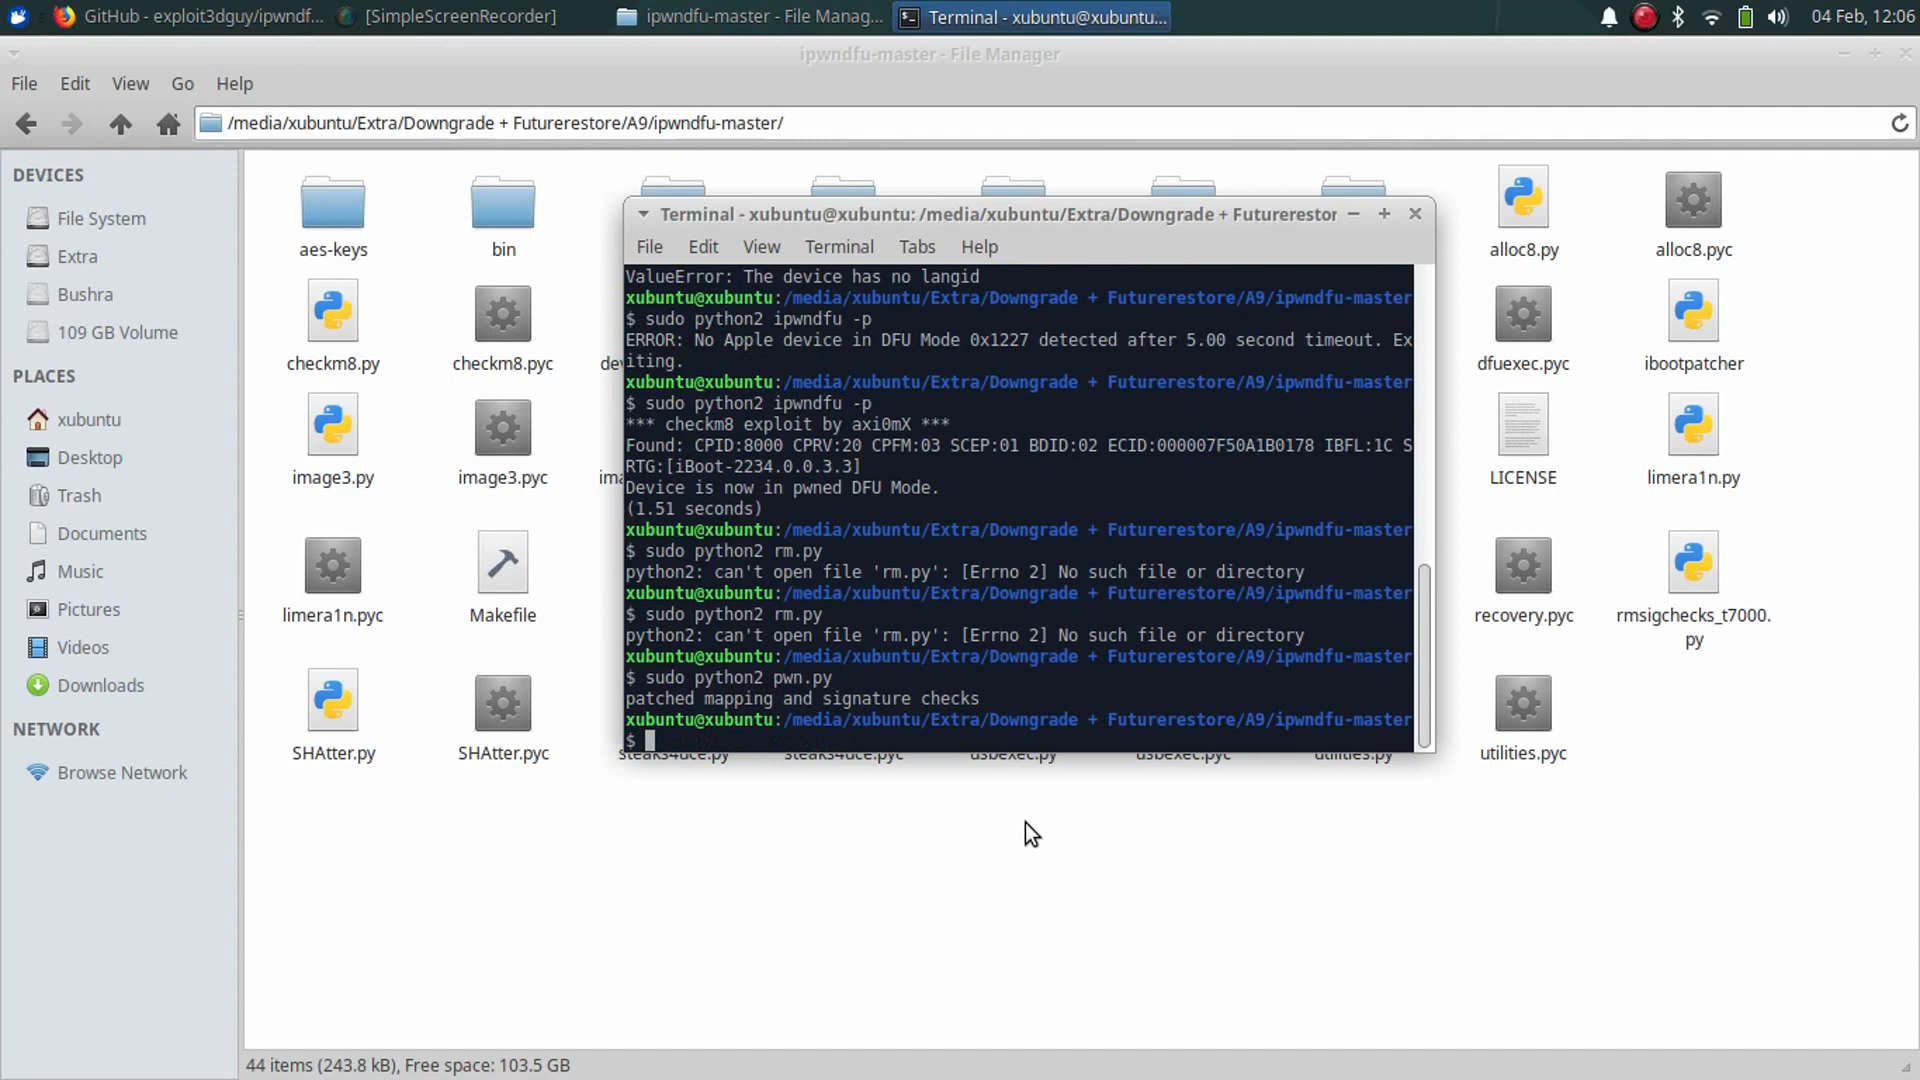 GitHub - exploit3dguy/ipwndf...
[SimpleScreenRecorder]
ipwndfu-master - File Manag...
Terminal - xubuntu@xubuntu...
04 Feb, 12:06
ipwndfu-master - File Manager
File Edit View Go Help
/media/xubuntu/Extra/Downgrade + Futurerestore/A9/ipwndfu-master/
DEVICES
File System
Extra
Bushra
109 GB Volume
PLACES
xubuntu
Desktop
Trash
Documents
Music
Pictures
Videos
Downloads
NETWORK
Browse Network
aes-keys
bin
alloc8.py
alloc8.pyc
checkm8.py
checkm8.pyc
dfuexec.pyc
ibootpatcher
image3.py
image3.pyc
LICENSE
limera1n.py
limera1n.pyc
Makefile
recovery.pyc
rmsigchecks_t7000.
py
SHAtter.py
SHAtter.pyc
steaks4uce.py
steaks4uce.pyc
usbexec.py
usbexec.pyc
utilities.py
utilities.pyc
Terminal - xubuntu@xubuntu: /media/xubuntu/Extra/Downgrade + Futurerestor
File Edit View Terminal Tabs Help
ValueError: The device has no langid
xubuntu@xubuntu:/media/xubuntu/Extra/Downgrade + Futurerestore/A9/ipwndfu-master
$ sudo python2 ipwndfu -p
ERROR: No Apple device in DFU Mode 0x1227 detected after 5.00 second timeout. Ex
iting.
xubuntu@xubuntu:/media/xubuntu/Extra/Downgrade + Futurerestore/A9/ipwndfu-master
$ sudo python2 ipwndfu -p
*** checkm8 exploit by axi0mX ***
Found: CPID:8000 CPRV:20 CPFM:03 SCEP:01 BDID:02 ECID:000007F50A1B0178 IBFL:1C S
RTG:[iBoot-2234.0.0.3.3]
Device is now in pwned DFU Mode.
(1.51 seconds)
xubuntu@xubuntu:/media/xubuntu/Extra/Downgrade + Futurerestore/A9/ipwndfu-master
$ sudo python2 rm.py
python2: can't open file 'rm.py': [Errno 2] No such file or directory
xubuntu@xubuntu:/media/xubuntu/Extra/Downgrade + Futurerestore/A9/ipwndfu-master
$ sudo python2 rm.py
python2: can't open file 'rm.py': [Errno 2] No such file or directory
xubuntu@xubuntu:/media/xubuntu/Extra/Downgrade + Futurerestore/A9/ipwndfu-master
$ sudo python2 pwn.py
patched mapping and signature checks
xubuntu@xubuntu:/media/xubuntu/Extra/Downgrade + Futurerestore/A9/ipwndfu-master
$
44 items (243.8 kB), Free space: 103.5 GB